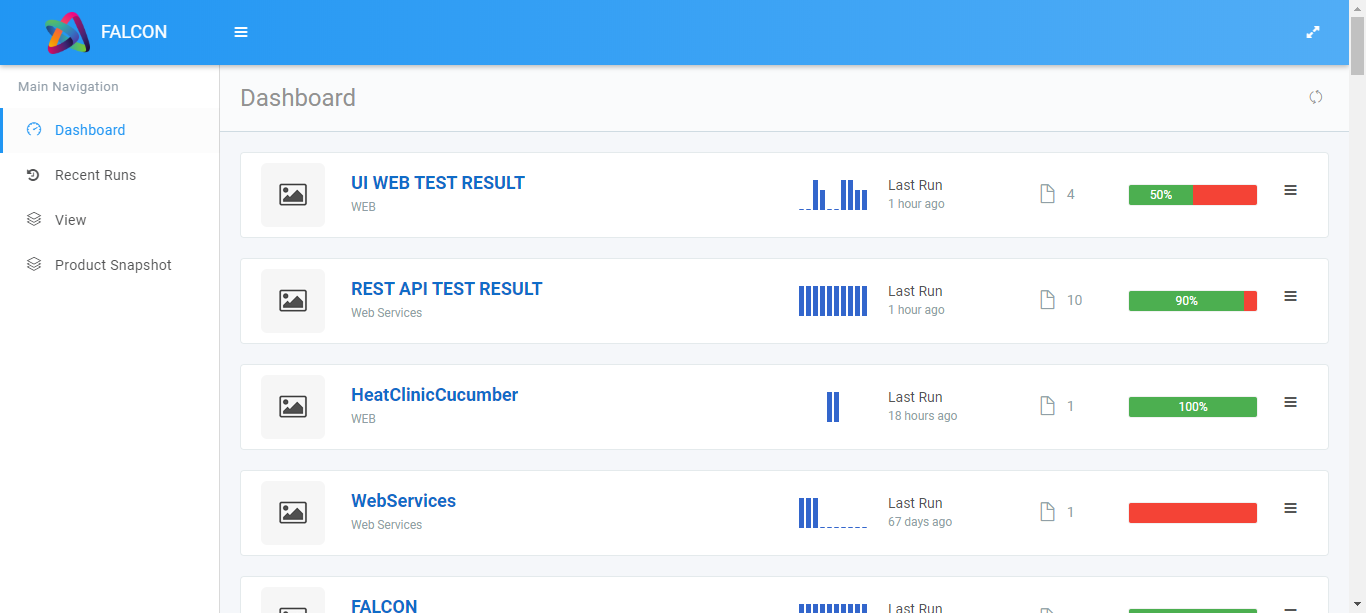 FALCON
Main Navigation
Dashboard
Recent Runs
View
Product Snapshot
Dashboard
UI WEB TEST RESULT
WEB
Last Run
1 hour ago
4
50%
REST API TEST RESULT
Web Services
Last Run
1 hour ago
10
90%
HeatClinicCucumber
WEB
Last Run
18 hours ago
1
100%
WebServices
Web Services
Last Run
67 days ago
1
FALCON
Last Run